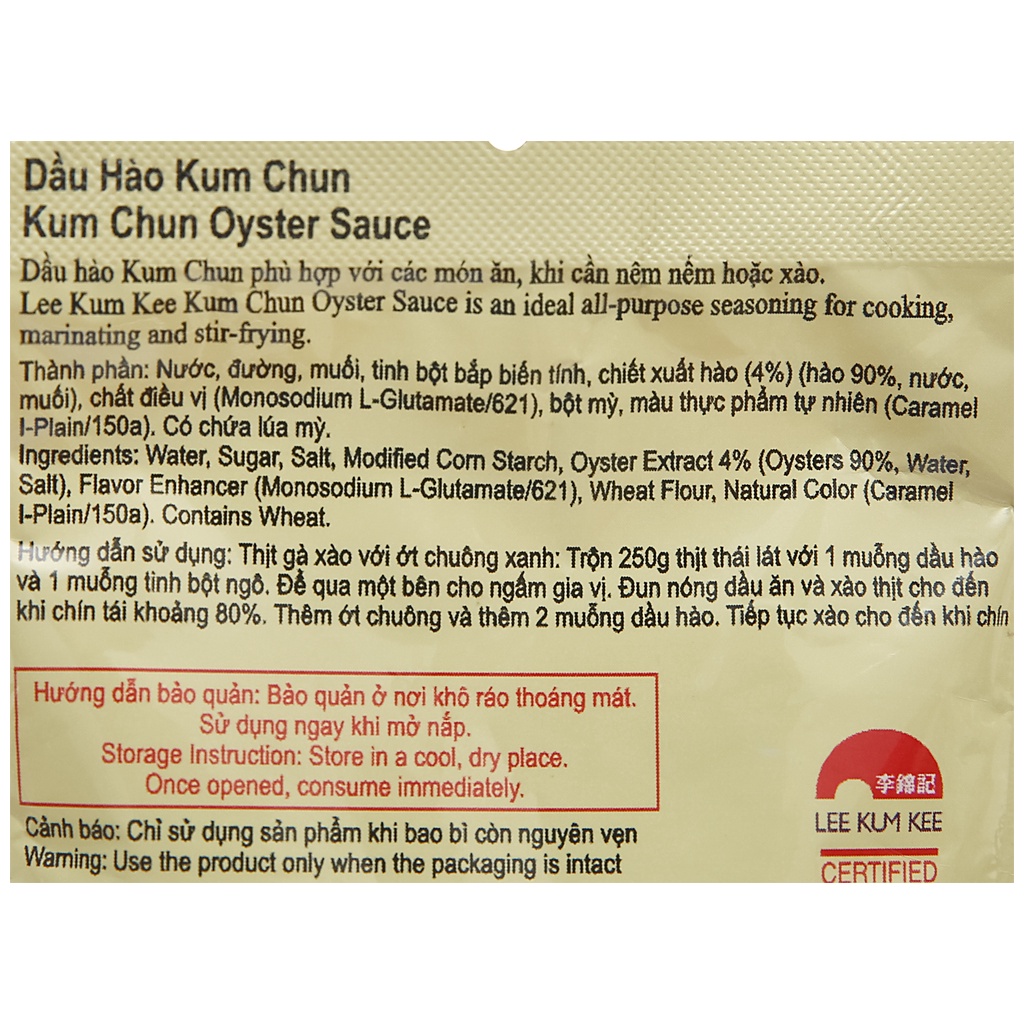 Dầu Hào Kum Chun
Kum Chun Oyster Sauce
Dầu hào Kum Chun phù hợp với các món ăn, khi cần nêm nếm hoặc xào.
Lee Kum Kee Kum Chun Oyster Sauce is an ideal all-purpose seasoning for cooking,
marinating and stir-frying.
Thành phần: Nước, đường, muối, tinh bột bắp biến tính, chiết xuất hào (4%) (hào 90%, nước,
muối), chất điều vị (Monosodium L-Glutamate/621), bột mỳ, màu thực phẩm tự nhiên (Caramel
I-Plain/150a). Có chứa lúa mỳ.
Ingredients: Water, Sugar, Salt, Modified Corn Starch, Oyster Extract 4% (Oysters 90%, Water,
Salt), Flavor Enhancer (Monosodium L-Glutamate/621), Wheat Flour, Natural Color (Caramel
I-Plain/150a). Contains Wheat.
Hướng dẫn sử dụng: Thịt gà xào với ớt chuông xanh: Trộn 250g thịt thái lát với 1 muỗng dầu hào
và 1 muỗng tinh bột ngô. Để qua một bên cho ngấm gia vị. Đun nóng dầu ăn và xào thịt cho đến
khi chín tái khoảng 80%. Thêm ớt chuông và thêm 2 muỗng dầu hào. Tiếp tục xào cho đến khi chín
Hướng dẫn bảo quản: Bảo quản ở nơi khô ráo thoáng mát.
Sử dụng ngay khi mở nắp.
Storage Instruction: Store in a cool, dry place.
Once opened, consume immediately.
Cảnh báo: Chỉ sử dụng sản phẩm khi bao bì còn nguyên vẹn
Warning: Use the product only when the packaging is intact
李錦記
LEE KUM KEE
CERTIFIED